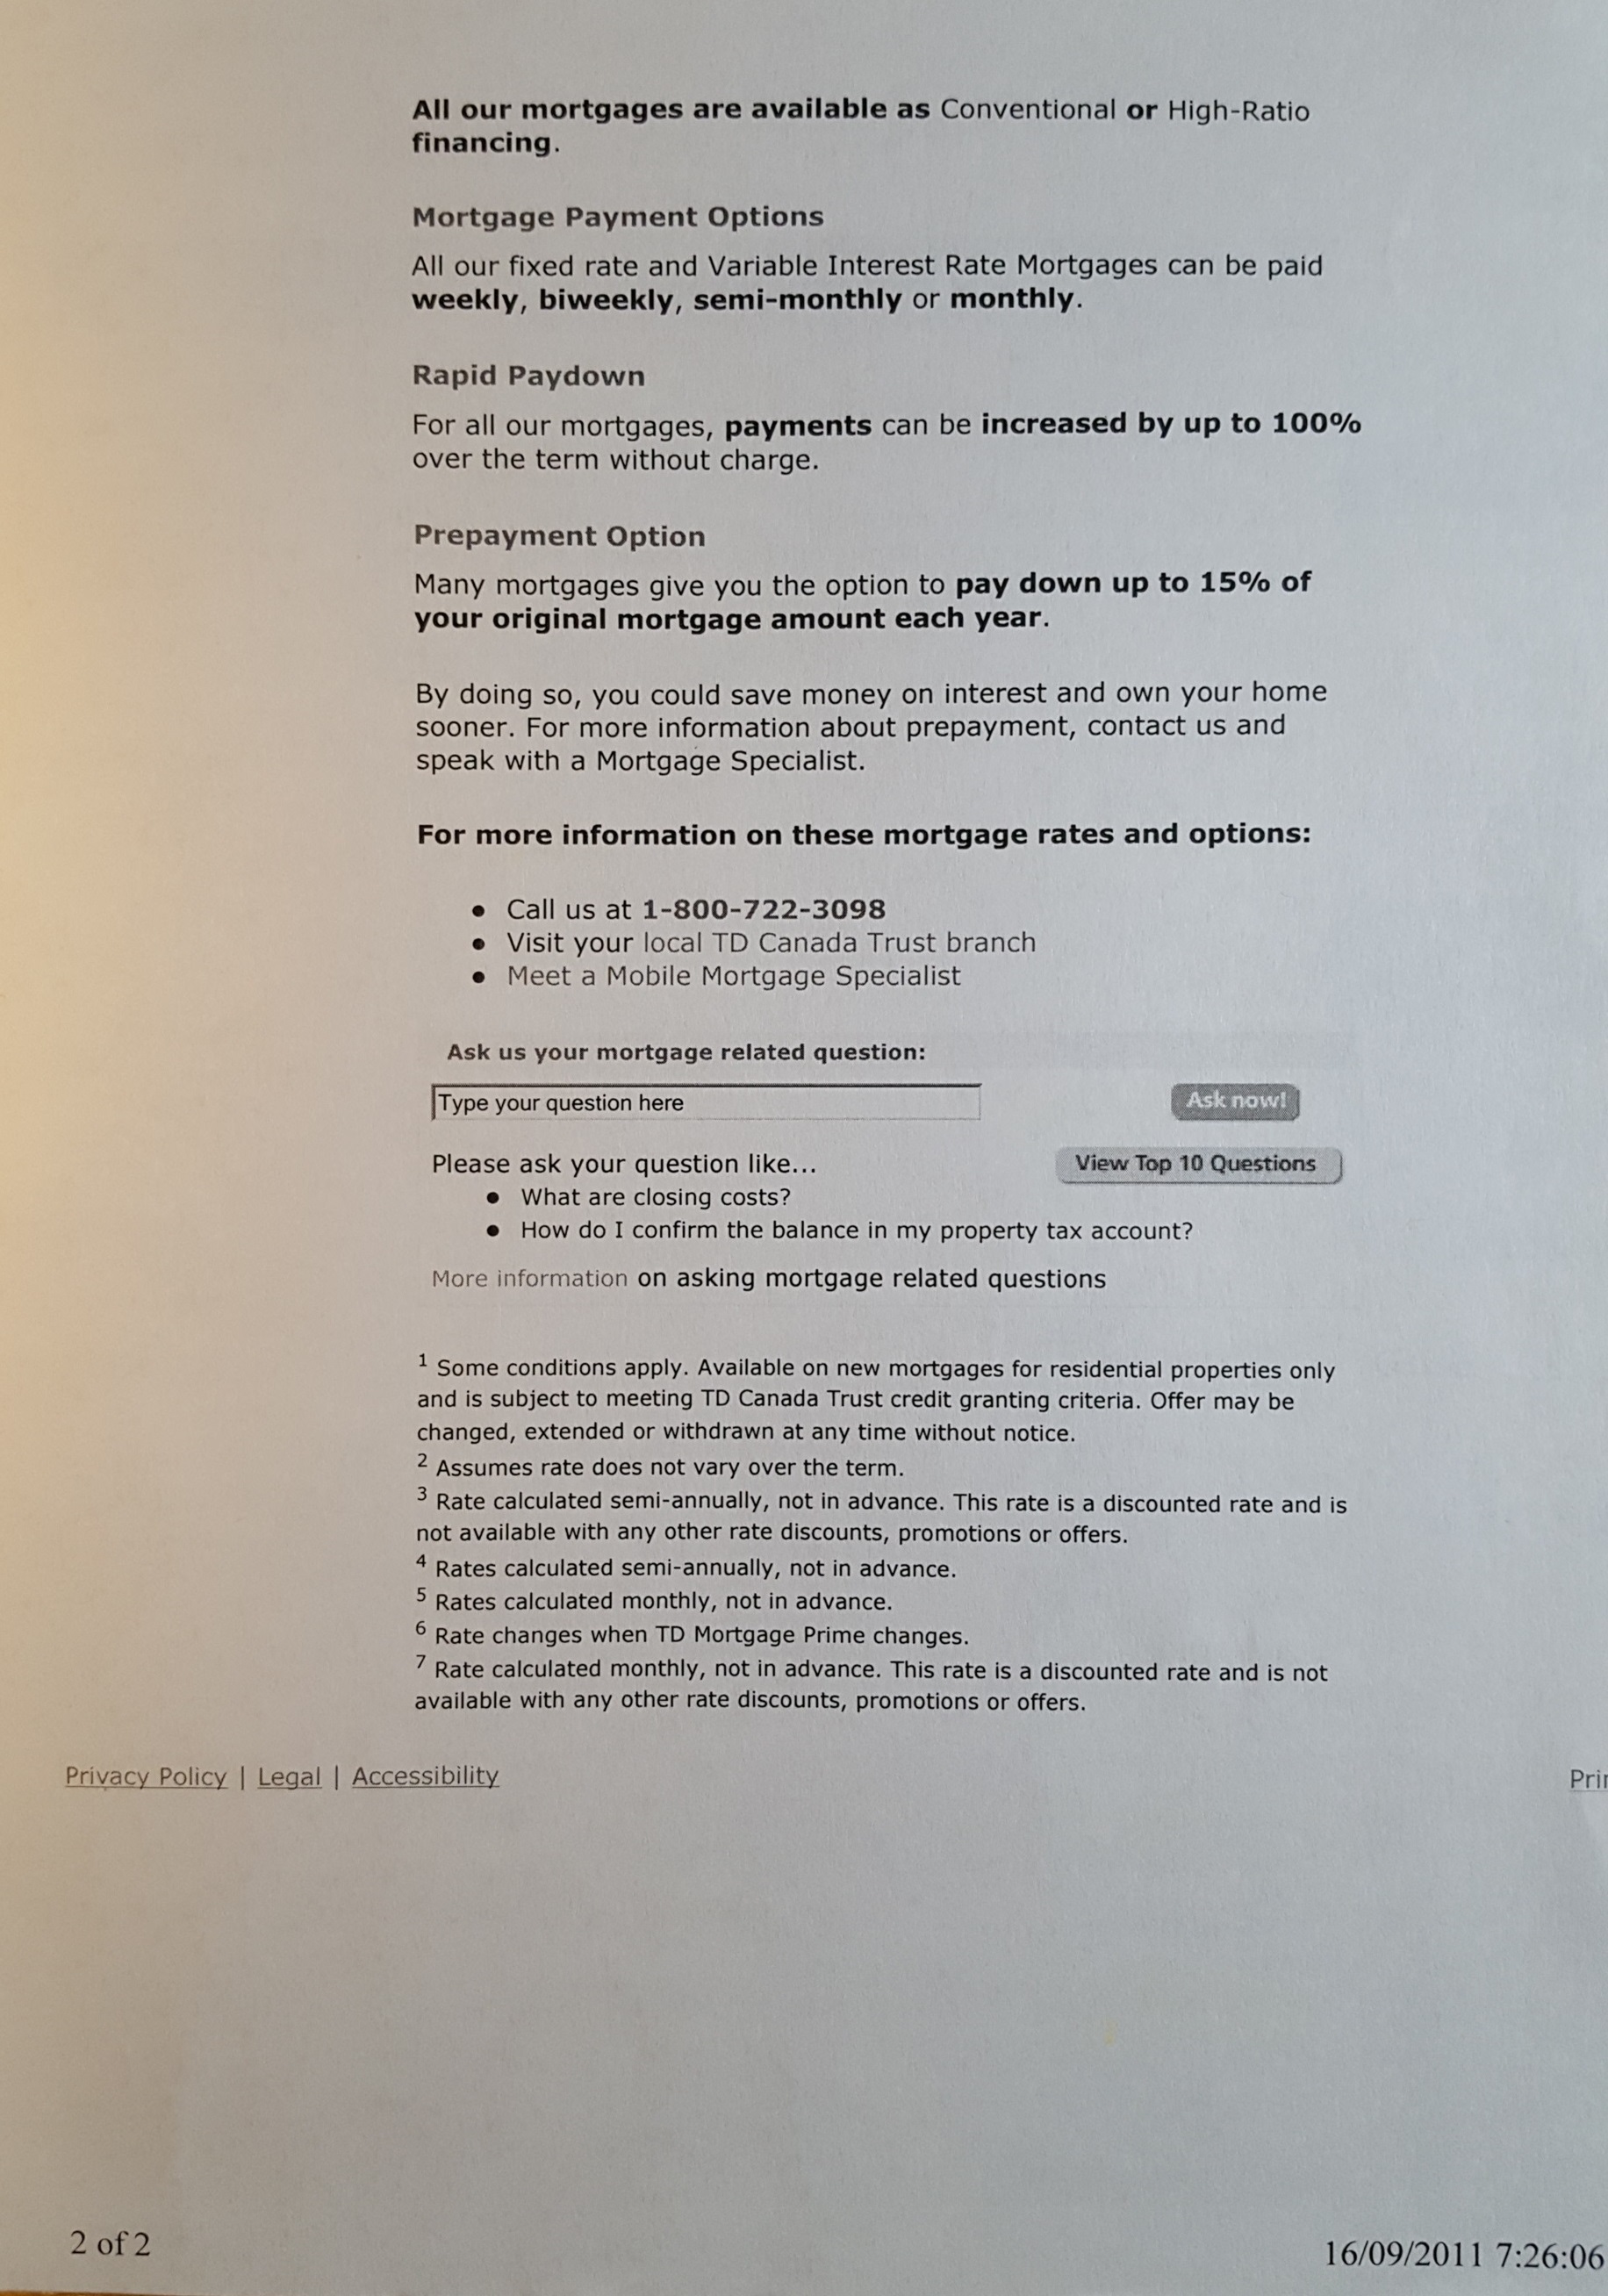 All our mortgages are available as Conventional or High-Ratio
financing.
Mortgage Payment Options
All our fixed rate and Variable Interest Rate Mortgages can be paid
weekly, biweekly, semi-monthly or monthly.
Rapid Paydown
For all our mortgages, payments can be increased by up to 100%
over the term without charge.
Prepayment Option
Many mortgages give you the option to pay down up to 15% of
your original mortgage amount each year.
By doing so, you could save money on interest and own your home
sooner. For more information about prepayment, contact us and
speak with a Mortgage Specialist.
For more information on these mortgage rates and options:
• Call us at 1-800-722-3098
• Visit your local TD Canada Trust branch
• Meet a Mobile Mortgage Specialist
Ask us your mortgage related question:
Type your question here Ask now!
Please ask your question like... View Top 10 Questions
• What are closing costs?
• How do I confirm the balance in my property tax account?
More information on asking mortgage related questions
1 Some conditions apply. Available on new mortgages for residential properties only
and is subject to meeting TD Canada Trust credit granting criteria. Offer may be
changed, extended or withdrawn at any time without notice.
2 Assumes rate does not vary over the term.
3 Rate calculated semi-annually, not in advance. This rate is a discounted rate and is
not available with any other rate discounts, promotions or offers.
4 Rates calculated semi-annually, not in advance.
5 Rates calculated monthly, not in advance.
6 Rate changes when TD Mortgage Prime changes.
7 Rate calculated monthly, not in advance. This rate is a discounted rate and is not
available with any other rate discounts, promotions or offers.
Privacy Policy | Legal | Accessibility
2 of 2 16/09/2011 7:26:06